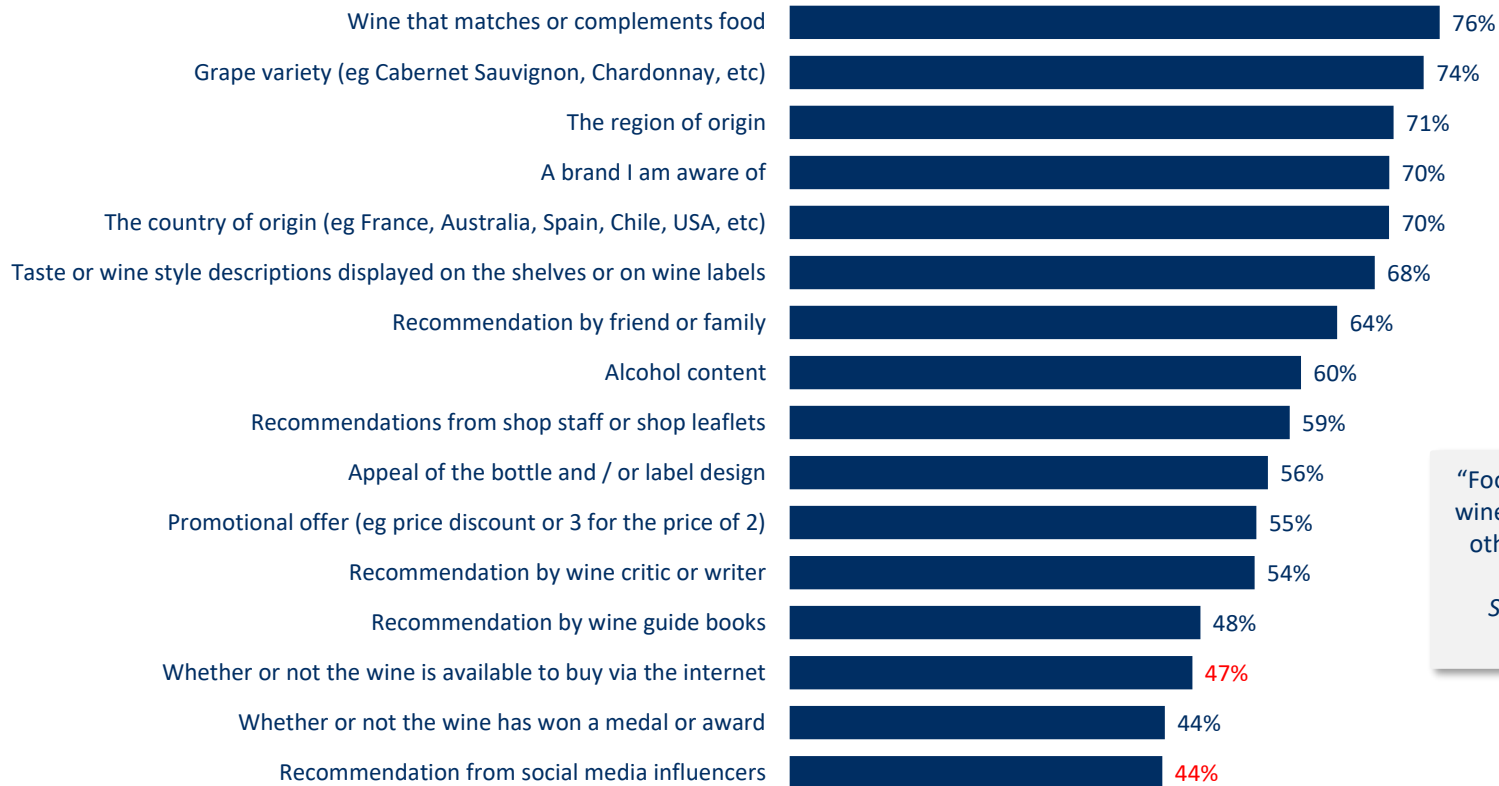 Wine that matches or complements food 76%
Grape variety (eg Cabernet Sauvignon, Chardonnay, etc) 74%
The region of origin 71%
A brand I am aware of 70%
The country of origin (eg France, Australia, Spain, Chile, USA, etc) 70%
Taste or wine style descriptions displayed on the shelves or on wine labels 68%
Recommendation by friend or family 64%
Alcohol content 60%
Recommendations from shop staff or shop leaflets 59%
Appeal of the bottle and / or label design 56%
Promotional offer (eg price discount or 3 for the price of 2) 55%
Recommendation by wine critic or writer 54%
Recommendation by wine guide books 48%
Whether or not the wine is available to buy via the internet 47%
Whether or not the wine has won a medal or award 44%
Recommendation from social media influencers 44%